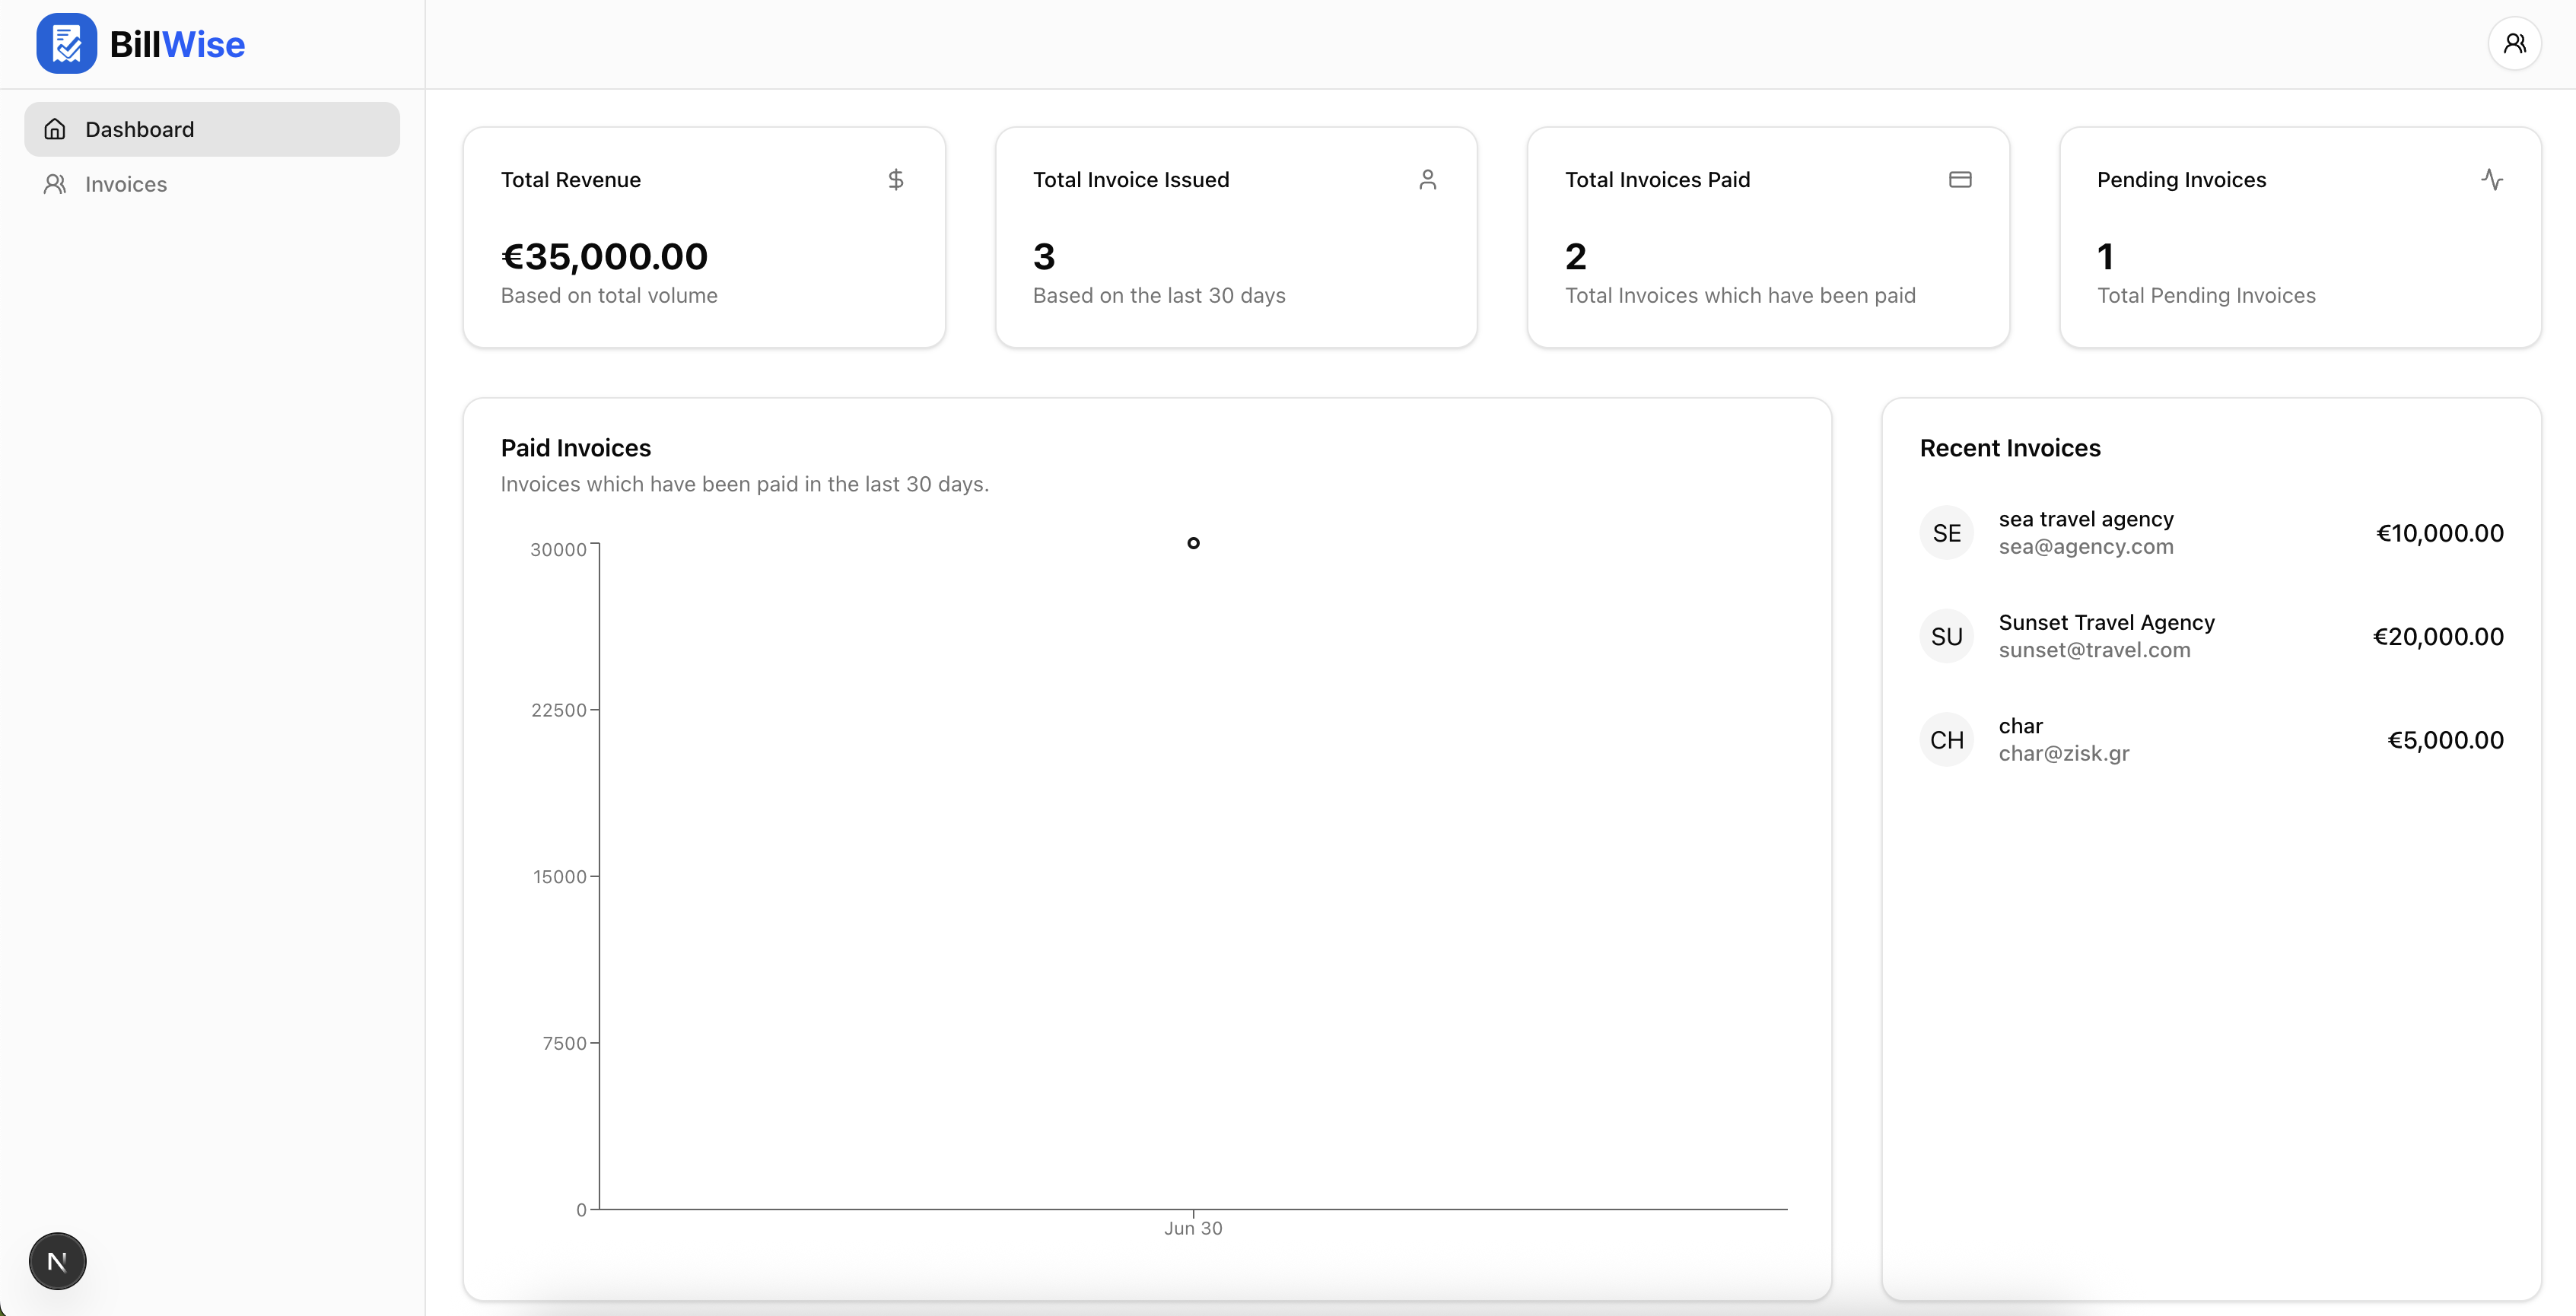 BillWise
Dashboard
Invoices
Total Revenue
€35,000.00
Based on total volume
Total Invoice Issued
3
Based on the last 30 days
Total Invoices Paid
2
Total Invoices which have been paid
Pending Invoices
1
Total Pending Invoices
Paid Invoices
Invoices which have been paid in the last 30 days.
30000
22500
15000
7500
0
Jun 30
Recent Invoices
SE
sea travel agency
sea@agency.com
€10,000.00
SU
Sunset Travel Agency
sunset@travel.com
€20,000.00
CH
char
char@zisk.gr
€5,000.00
N